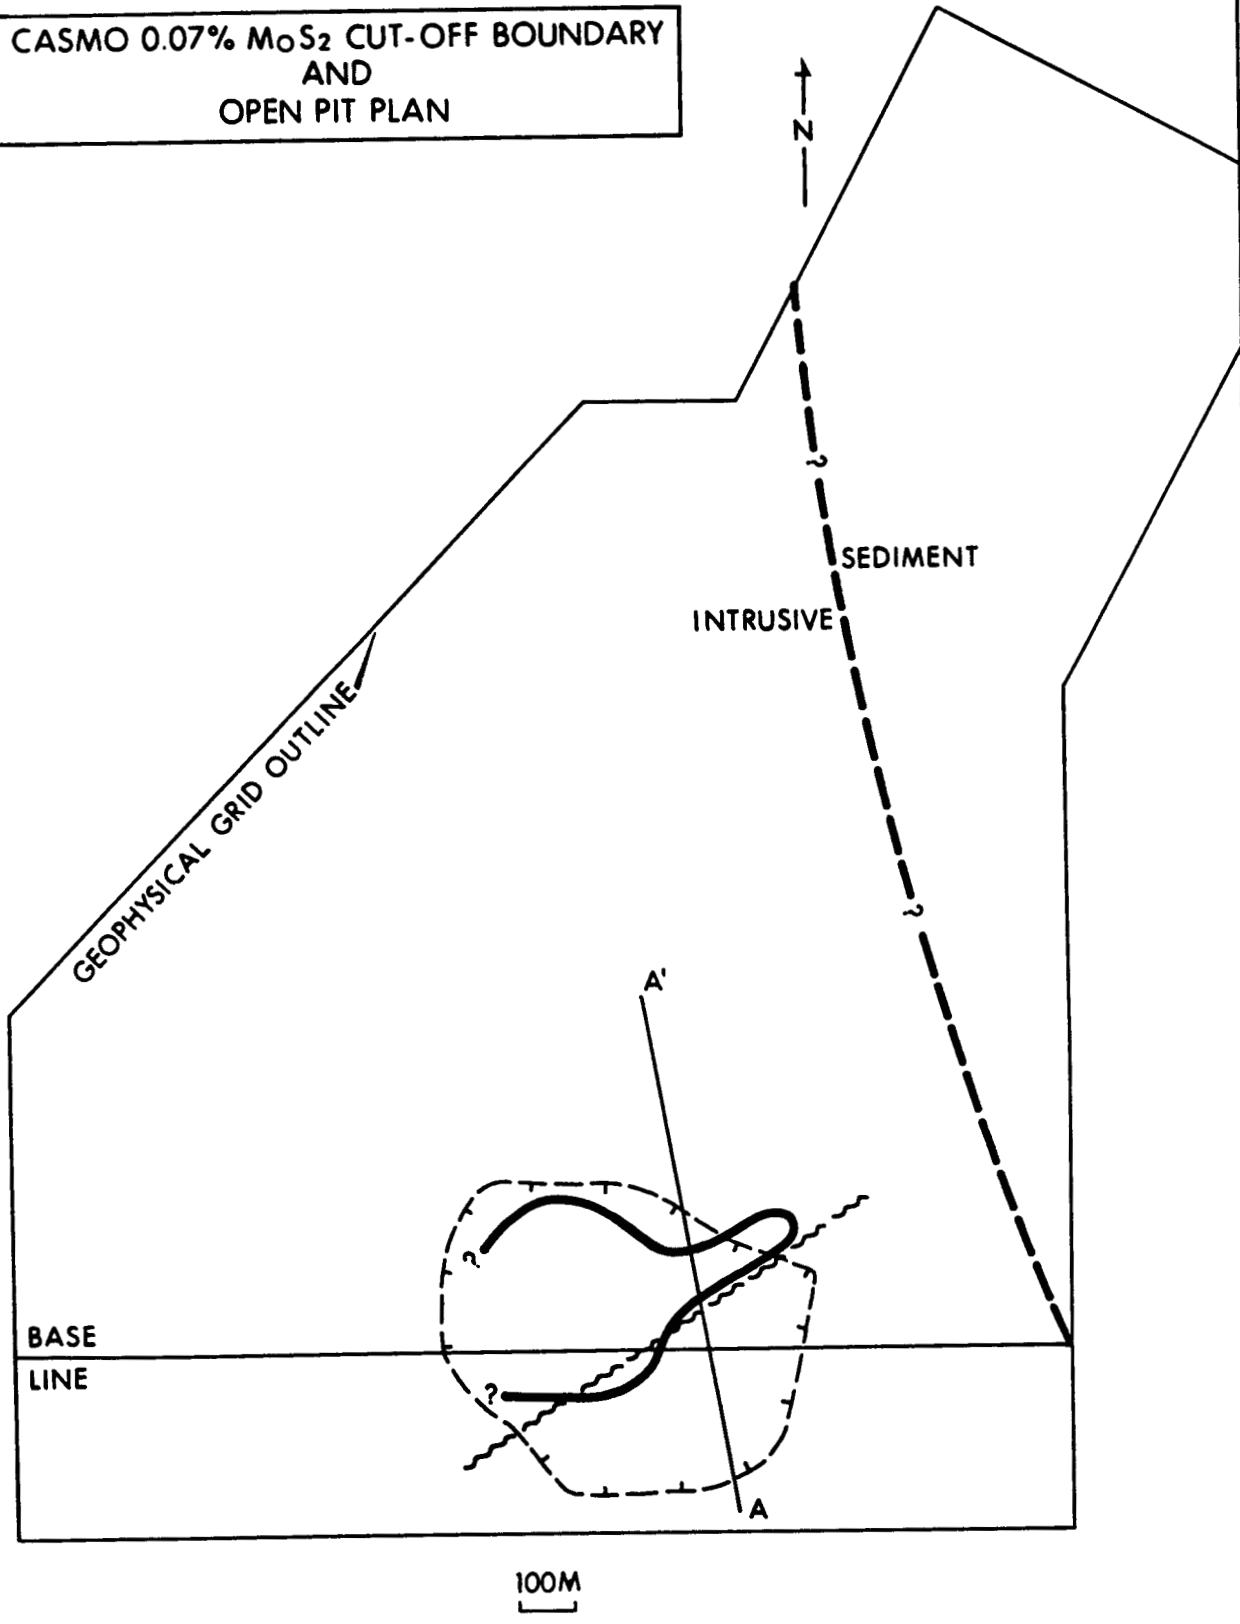 CASMO 0.07% MoS2 CUT-OFF BOUNDARY
AND
OPEN PIT PLAN
N
?
SEDIMENT
INTRUSIVE
GEOPHYSICAL GRID OUTLINE
?
A'
?
BASE
LINE
?
A
100M